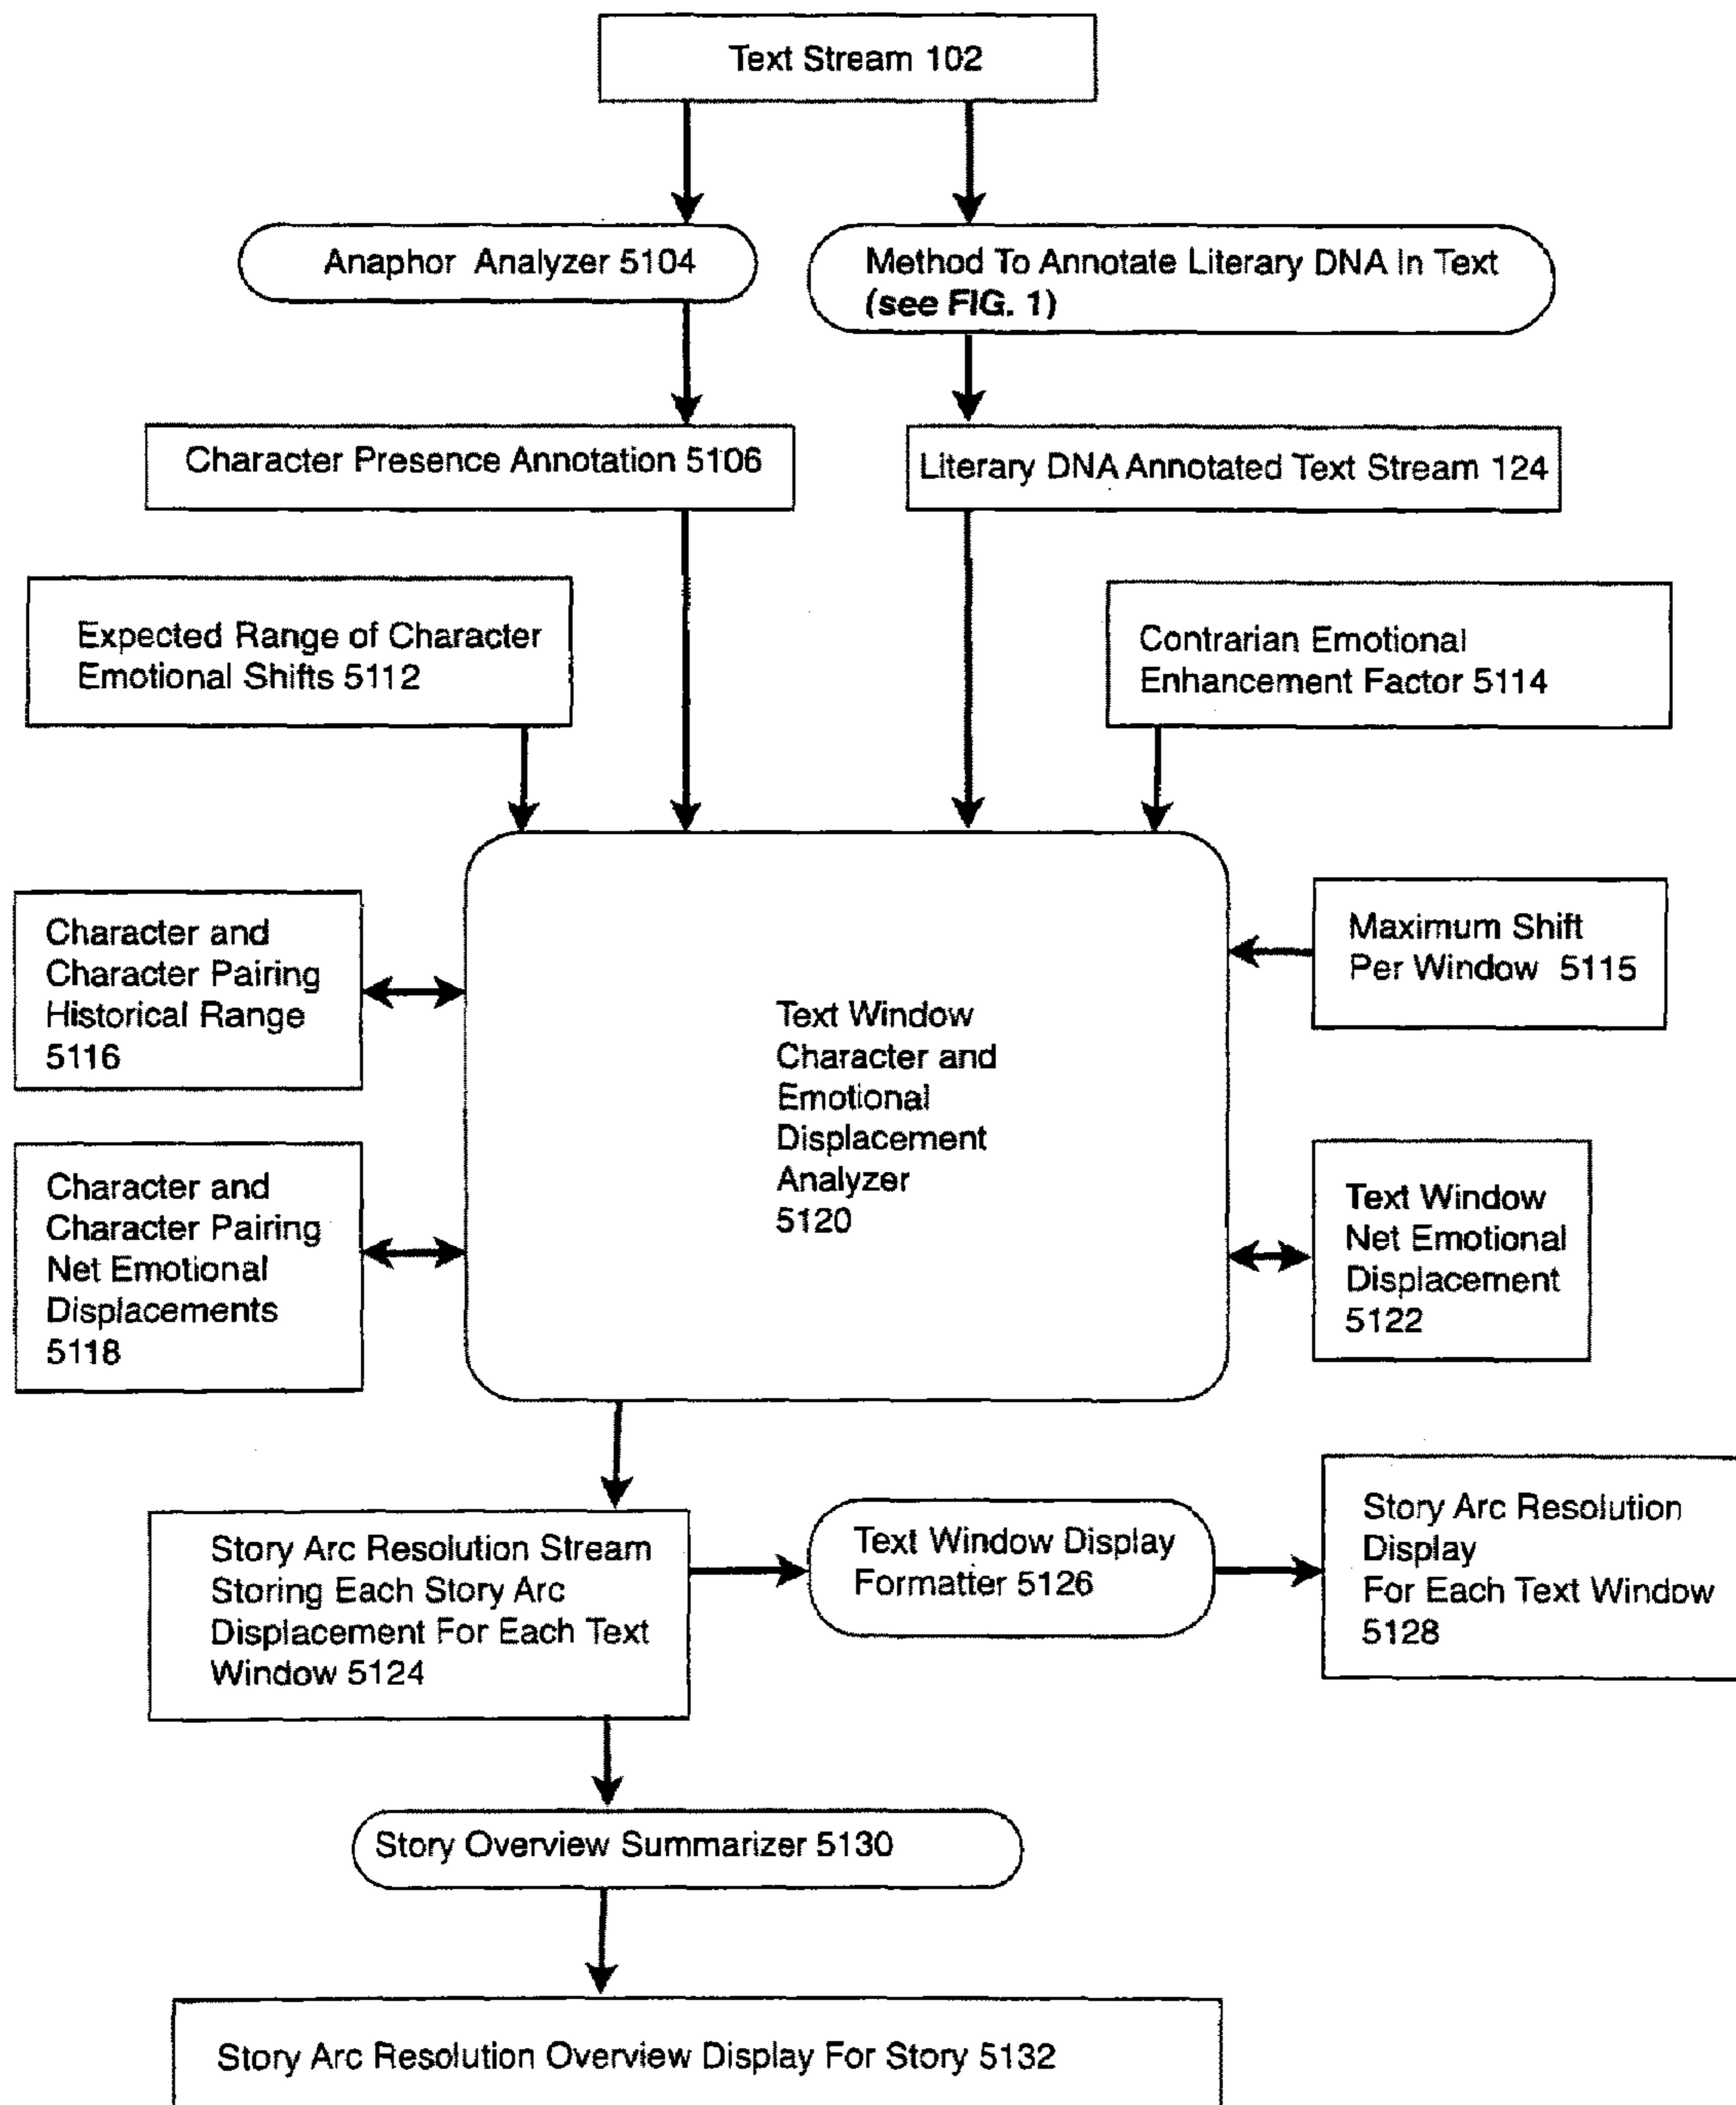 Text Stream 102
Anaphor Analyzer 5104
Method To Annotate Literary DNA In Text
(see FIG. 1)
Character Presence Annotation 5106
Literary DNA Annotated Text Stream 124
Expected Range of Character
Emotional Shifts 5112
Contrarian Emotional
Enhancement Factor 5114
Character and
Character Pairing
Historical Range
5116
Text Window
Character and
Emotional
Displacement
Analyzer
5120
Maximum Shift
Per Window 5115
Character and
Character Pairing
Net Emotional
Displacements
5118
Text Window
Net Emotional
Displacement
5122
Story Arc Resolution Stream
Storing Each Story Arc
Displacement For Each Text
Window 5124
Text Window Display
Formatter 5126
Story Arc Resolution
Display
For Each Text Window
5128
Story Overview Summarizer 5130
Story Arc Resolution Overview Display For Story 5132